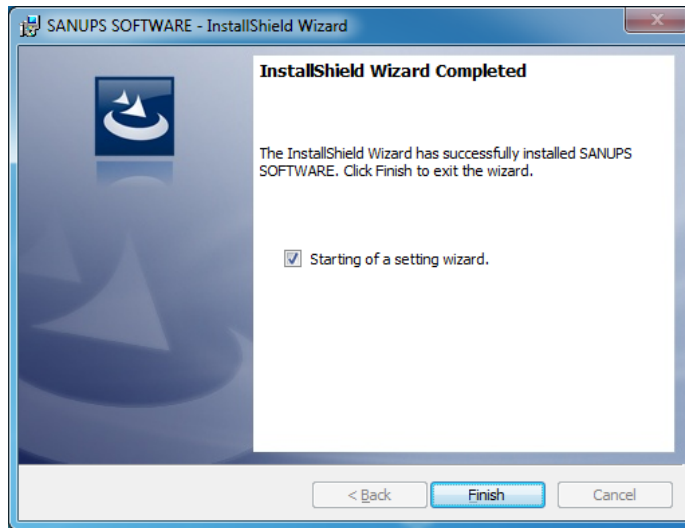 SANUPS SOFTWARE - InstallShield Wizard
InstallShield Wizard Completed
The InstallShield Wizard has successfully installed SANUPS
SOFTWARE. Click Finish to exit the wizard.
Starting of a setting wizard.
< Back Finish Cancel